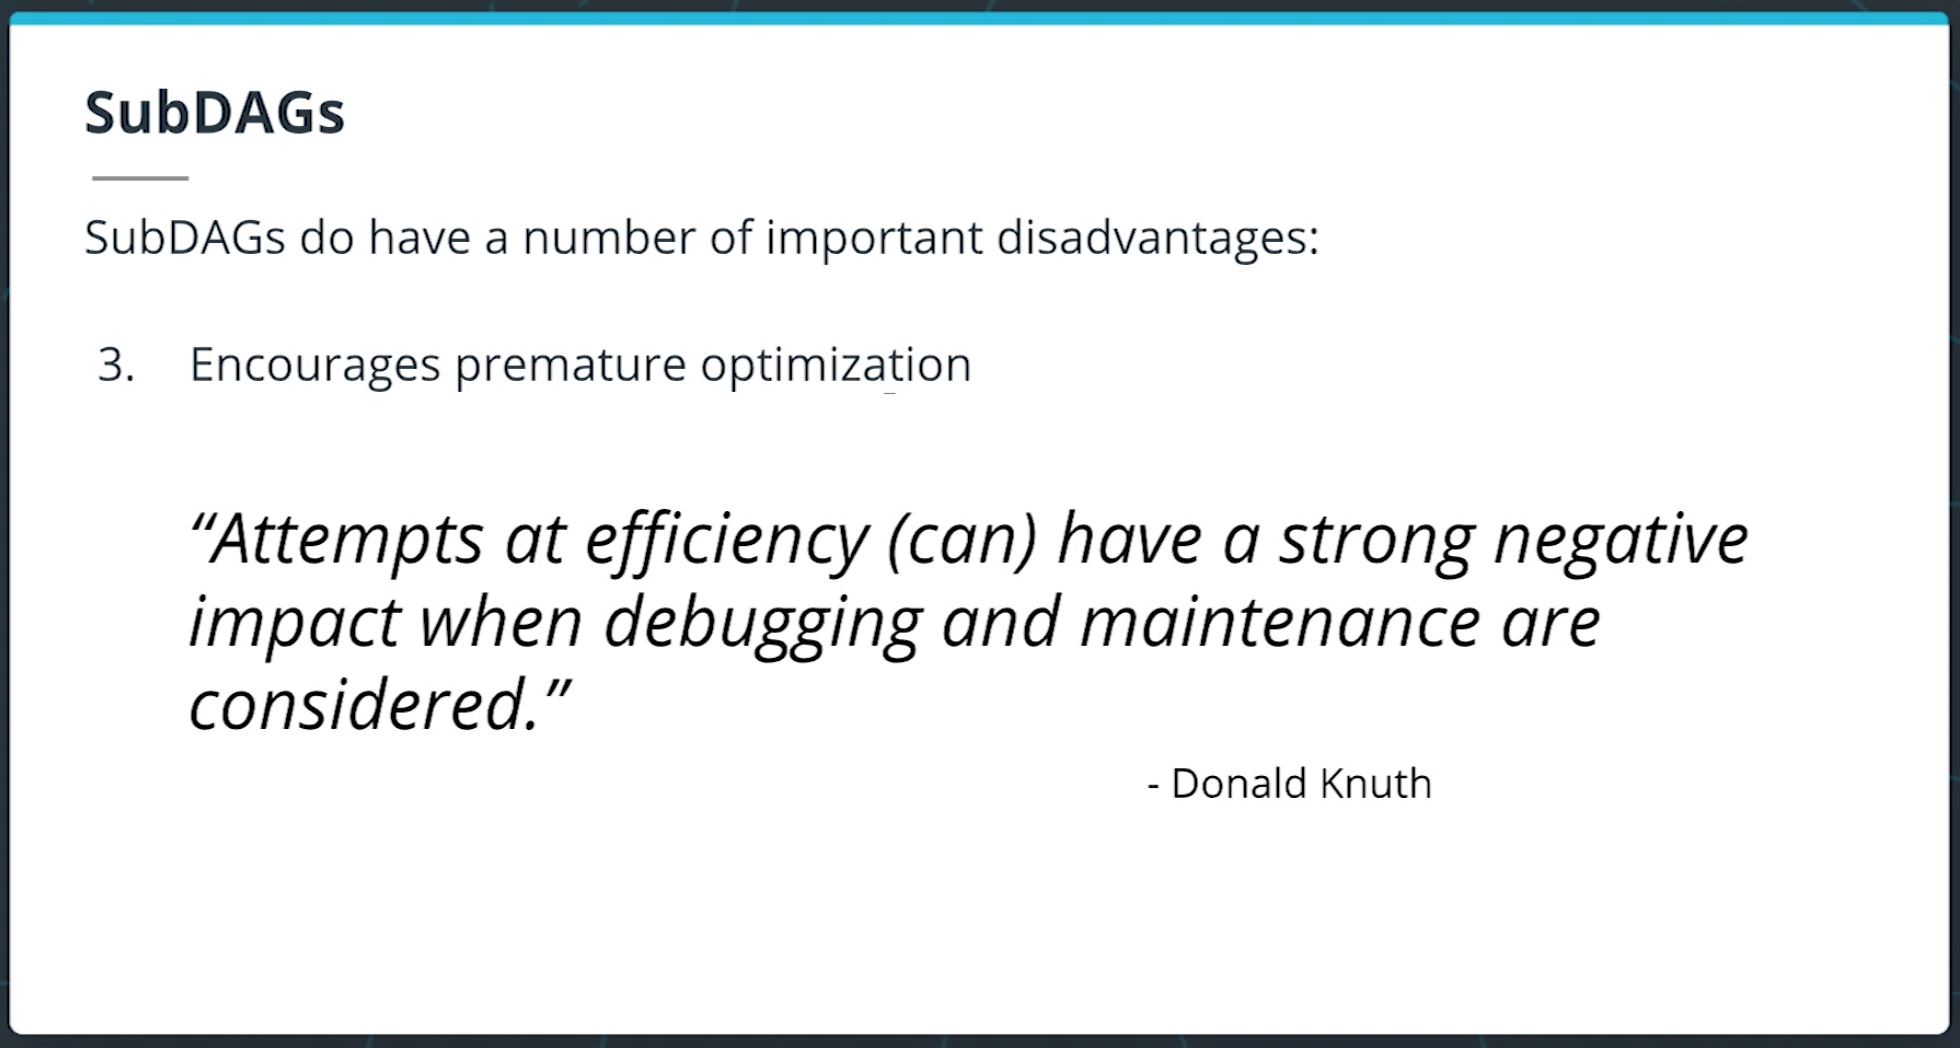 SubDAGs
SubDAGs do have a number of important disadvantages:
3. Encourages premature optimization
“Attempts at efficiency (can) have a strong negative
impact when debugging and maintenance are
considered.”
- Donald Knuth